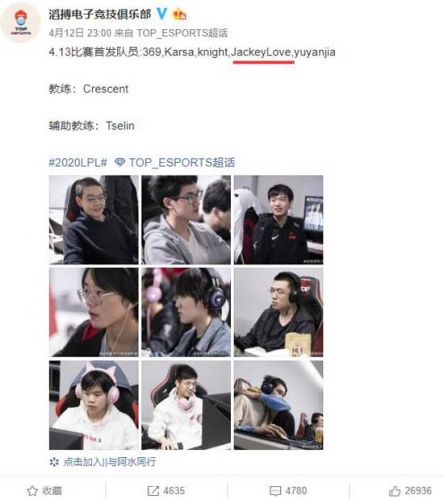 滔搏电子竞技俱乐部
4月12日 23:00 来自 TOP_ESPORTS超话
4.13比赛首发队员:369,Karsa,knight,JackeyLove,yuyanjia
教练：Crescent
辅助教练：Tselin
#2020LPL# TOP_ESPORTS超话
点击加入||与阿水同行
收藏 4635 4780 26936